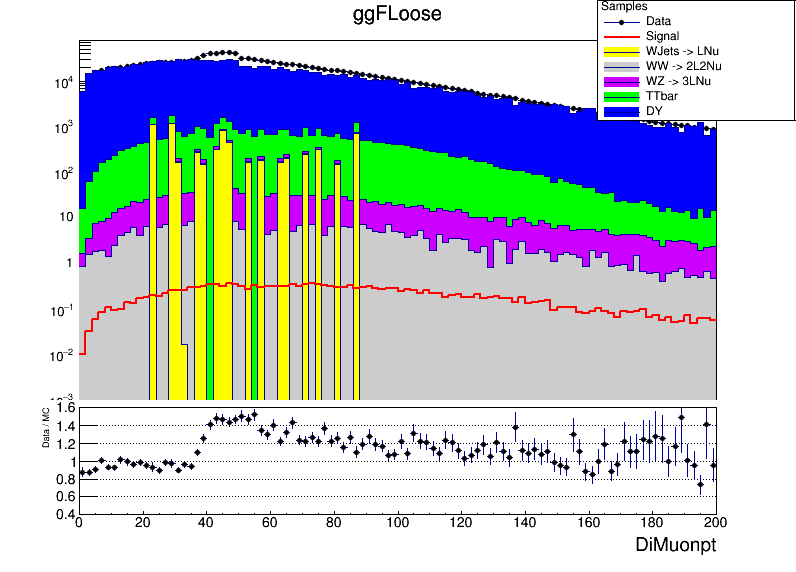 ggFLoose
Samples
Data
Signal
WJets -> LNu
WW -> 2L2Nu
WZ -> 3LNu
TTbar
DY
10^4
10^3
10^2
10
1
10^-1
10^-2
10^-3
Data / MC
1.6
1.4
1.2
1
0.8
0.6
0.4
0 20 40 60 80 100 120 140 160 180 200
DiMuonpt